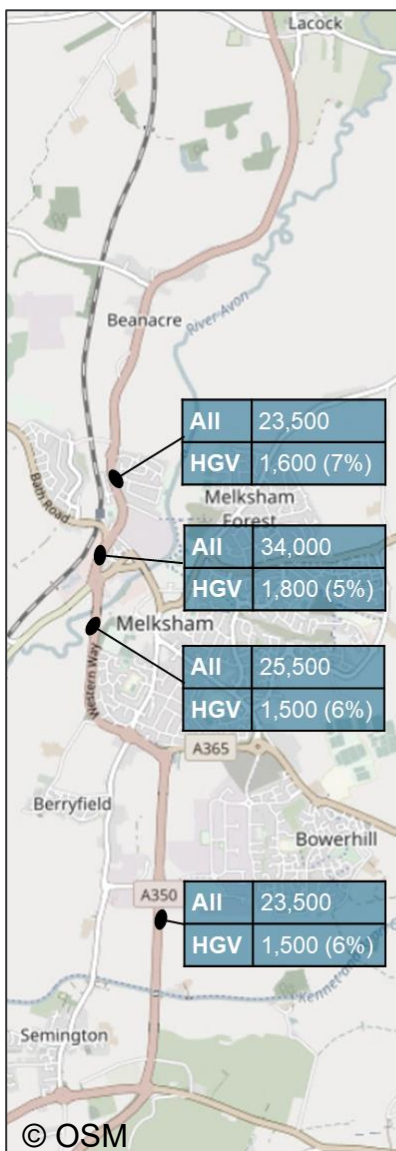 Lacock
Beanacre
River Avon
All 23,500
HGV 1,600 (7%)
Bath Road
Melksham
Forest
All 34,000
HGV 1,800 (5%)
Melksham
All 25,500
HGV 1,500 (6%)
Western Way
A365
Berryfield
Bowerhill
A350
All 23,500
HGV 1,500 (6%)
Kennet and
Semington
© OSM